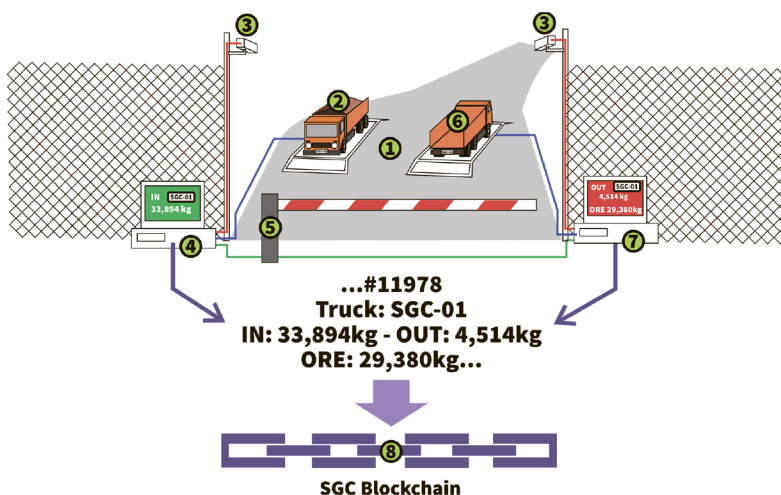 3
3
2
6
1
IN SGC-01
33,894 kg
OUT SGC-01
4,514 kg
ORE 29,380kg
5
4
7
...#11978
Truck: SGC-01
IN: 33,894kg - OUT: 4,514kg
ORE: 29,380kg...
8
SGC Blockchain